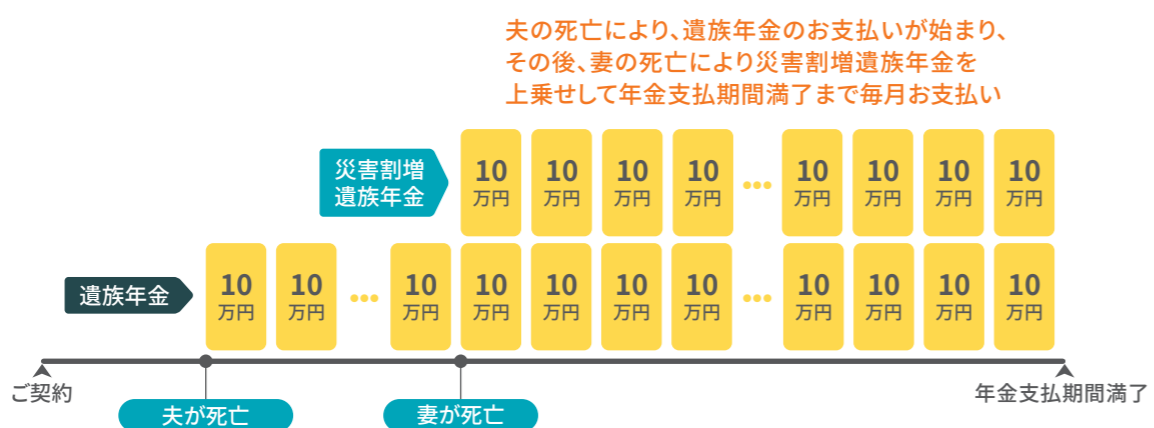 夫の死亡により、遺族年金のお支払いが始まり、
その後、妻の死亡により災害割増遺族年金を
上乗せして年金支払期間満了まで毎月お支払い
災害割増
遺族年金
10 10 10 10 ••• 10 10 10 10
万円 万円 万円 万円 万円 万円 万円 万円
遺族年金
10 10 ••• 10 10 10 10 10 ••• 10 10 10 10
万円 万円 万円 万円 万円 万円 万円 万円 万円 万円 万円
ご契約
年金支払期間満了
夫が死亡
妻が死亡